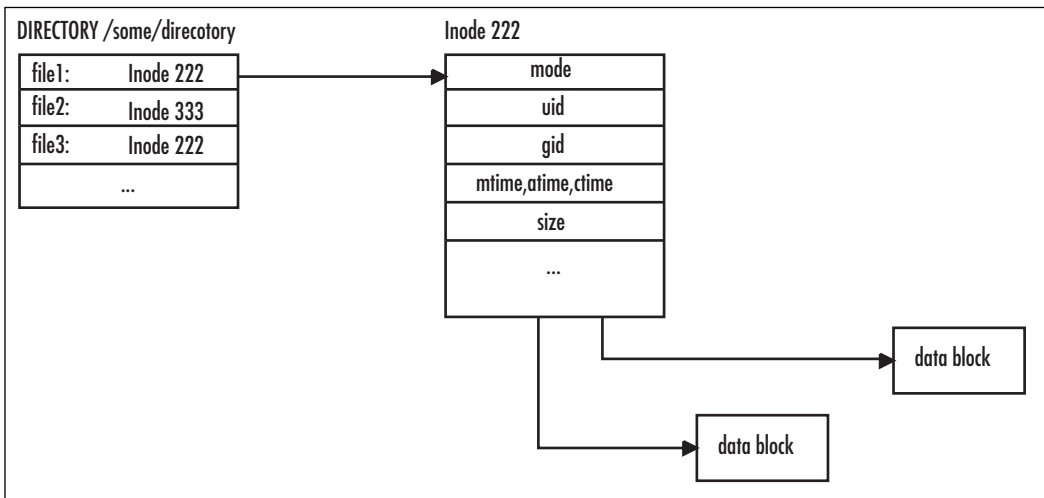 DIRECTORY /some/direcotory
file1: Inode 222
file2: Inode 333
file3: Inode 222
...
Inode 222
mode
uid
gid
mtime,atime,ctime
size
...
data block
data block